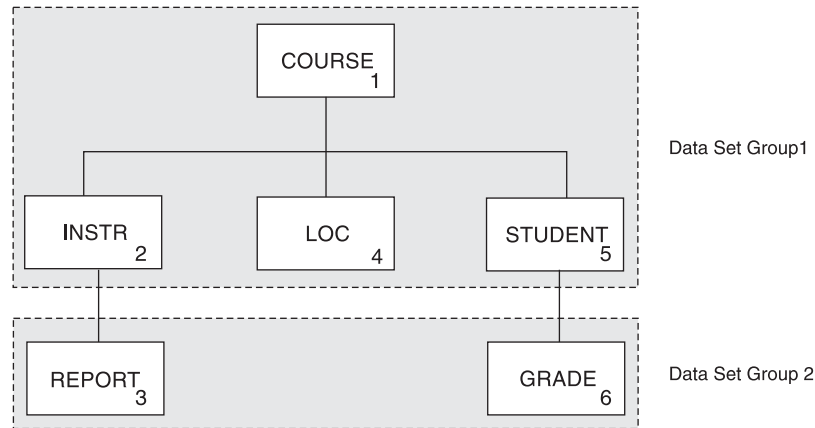 COURSE
1
Data Set Group1
INSTR
2
LOC
4
STUDENT
5
REPORT
3
GRADE
6
Data Set Group 2